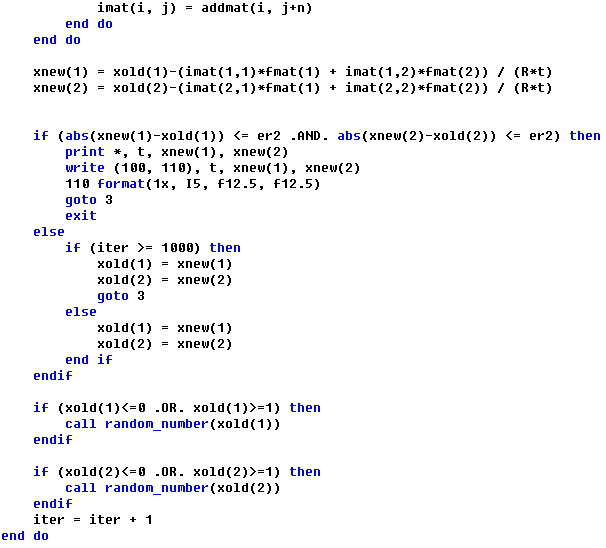 imat(i, j) = addmat(i, j+n)
end do
end do
xnew(1) = xold(1)-(imat(1,1)*fmat(1) + imat(1,2)*fmat(2)) / (R*t)
xnew(2) = xold(2)-(imat(2,1)*fmat(1) + imat(2,2)*fmat(2)) / (R*t)
if (abs(xnew(1)-xold(1)) <= er2 .AND. abs(xnew(2)-xold(2)) <= er2) then
print *, t, xnew(1), xnew(2)
write (100, 110), t, xnew(1), xnew(2)
110 format(1x, I5, f12.5, f12.5)
goto 3
exit
else
if (iter >= 1000) then
xold(1) = xnew(1)
xold(2) = xnew(2)
goto 3
else
xold(1) = xnew(1)
xold(2) = xnew(2)
end if
endif
if (xold(1)<=0 .OR. xold(1)>=1) then
call random_number(xold(1))
endif
if (xold(2)<=0 .OR. xold(2)>=1) then
call random_number(xold(2))
endif
iter = iter + 1
end do